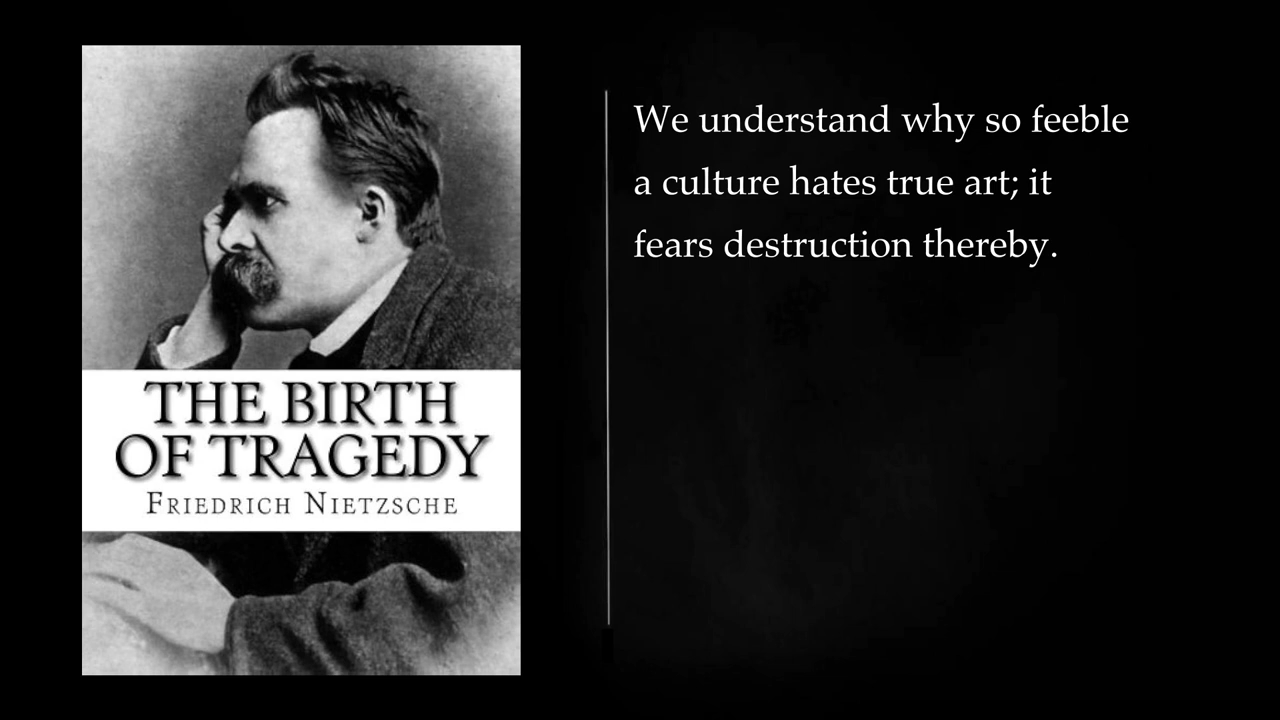 THE BIRTH
OF TRAGEDY
FRIEDRICH NIETZSCHE
We understand why so feeble
a culture hates true art; it
fears destruction thereby.